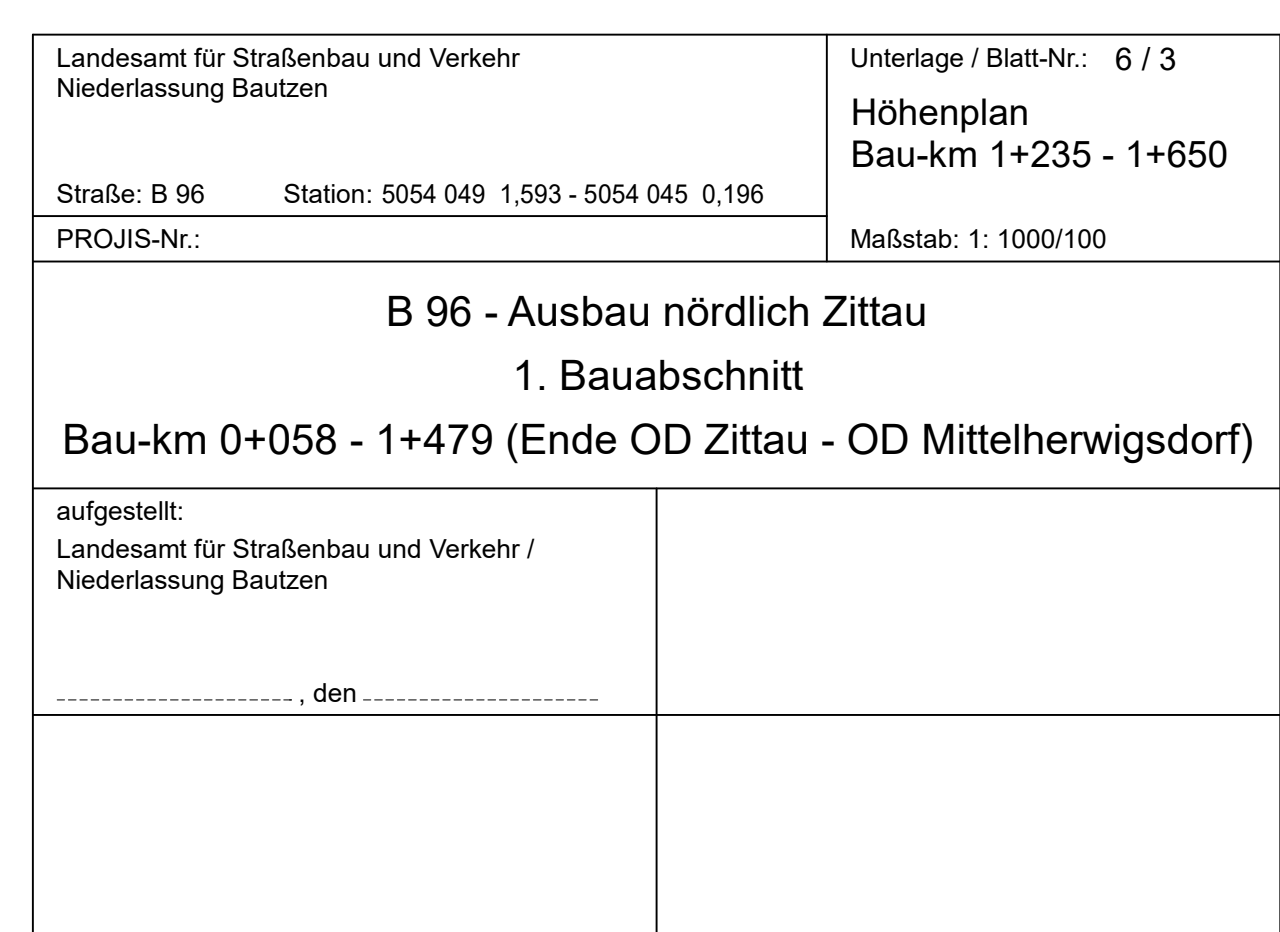 Landesamt für Straßenbau und Verkehr
Niederlassung Bautzen
Straße: B 96 Station: 5054 049 1,593 - 5054 045 0,196
PROJIS-Nr.:
Unterlage / Blatt-Nr.: 6 / 3
Höhenplan
Bau-km 1+235 - 1+650
Maßstab: 1: 1000/100
B 96 - Ausbau nördlich Zittau
1. Bauabschnitt
Bau-km 0+058 - 1+479 (Ende OD Zittau - OD Mittelherwigsdorf)
aufgestellt:
Landesamt für Straßenbau und Verkehr /
Niederlassung Bautzen
, den